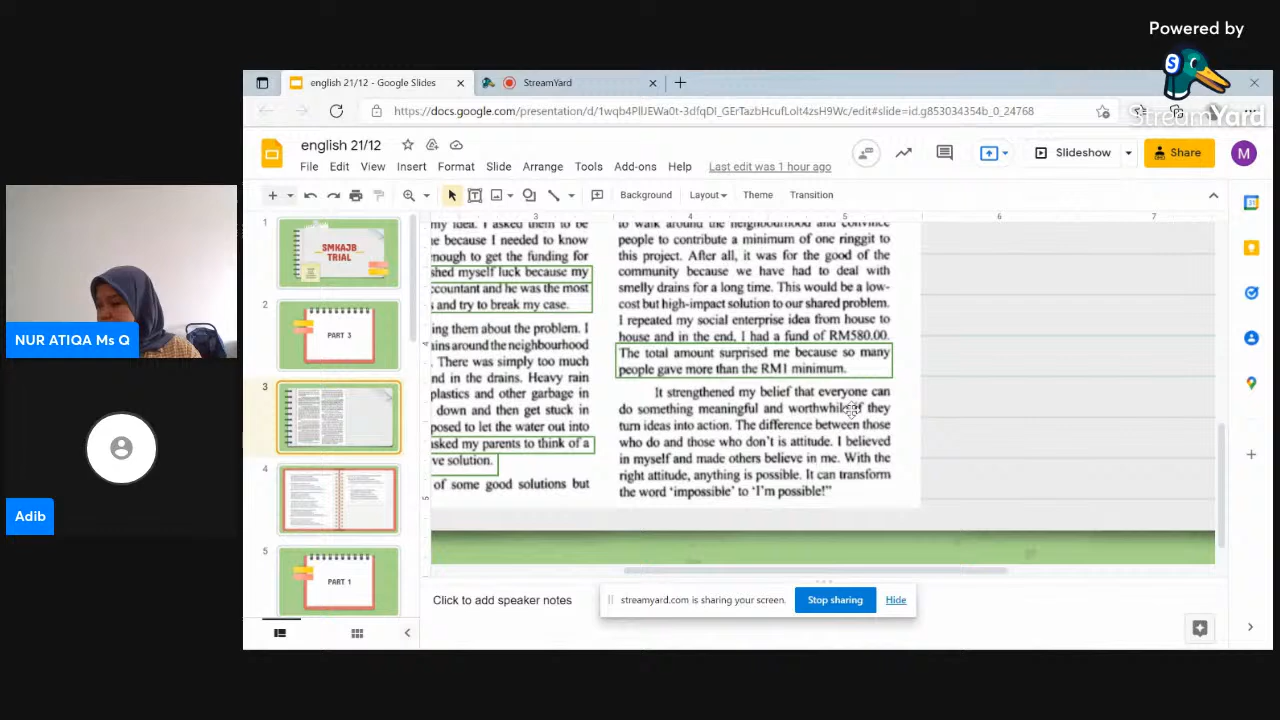 Powered by
StreamYard
english 21/12 - Google Slides
StreamYard
https://docs.google.com/presentation/d/1wqb4PlIJEWa0t-3dfqDI_GErTazbHcufLoIt4zsH9Wc/edit#slide=id.g853034354b_0_24768
english 21/12
File Edit View Insert Format Slide Arrange Tools Add-ons Help Last edit was 1 hour ago
Slideshow
Share
M
Background Layout Theme Transition
3 4 5 6 7
1
SMKAJB
TRIAL
2
PART 3
3
4
5
PART 1
my idea. I asked them to be
e because I needed to know
nough to get the funding for
shed myself luck because my
ccountant and he was the most
s and try to break my case.
ing them about the problem. I
ains around the neighbourhood
. There was simply too much
nd in the drains. Heavy rain
plastics and other garbage in
down and then get stuck in
posed to let the water out into
asked my parents to think of a
ve solution.
of some good solutions but
to walk around the neighbourhood and convince
people to contribute a minimum of one ringgit to
this project. After all, it was for the good of the
community because we have had to deal with
smelly drains for a long time. This would be a low-
cost but high-impact solution to our shared problem.
I repeated my social enterprise idea from house to
house and in the end, I had a fund of RM580.00.
The total amount surprised me because so many
people gave more than the RM1 minimum.
It strengthened my belief that everyone can
do something meaningful and worthwhile if they
turn ideas into action. The difference between those
who do and those who don't is attitude. I believed
in myself and made others believe in me. With the
right attitude, anything is possible. It can transform
the word 'impossible' to 'I'm possible!"
Click to add speaker notes
streamyard.com is sharing your screen.
Stop sharing
Hide
NUR ATIQA Ms Q
Adib